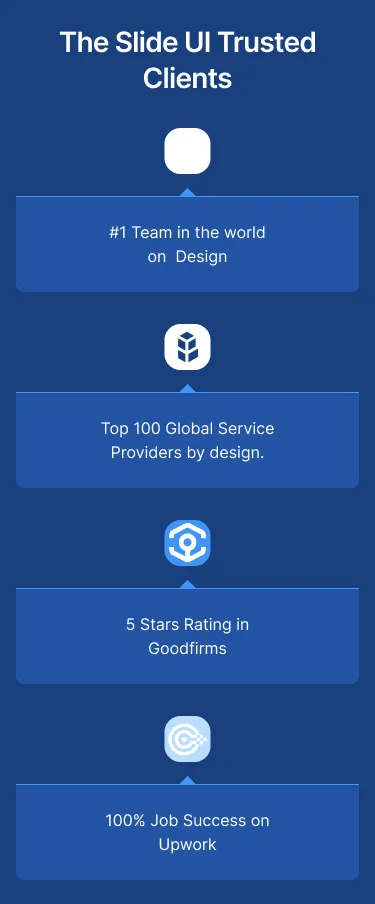 The Slide UI Trusted
Clients
#1 Team in the world
on  Design
Top 100 Global Service
Providers by design.
5 Stars Rating in
Goodfirms
100% Job Success on
Upwork